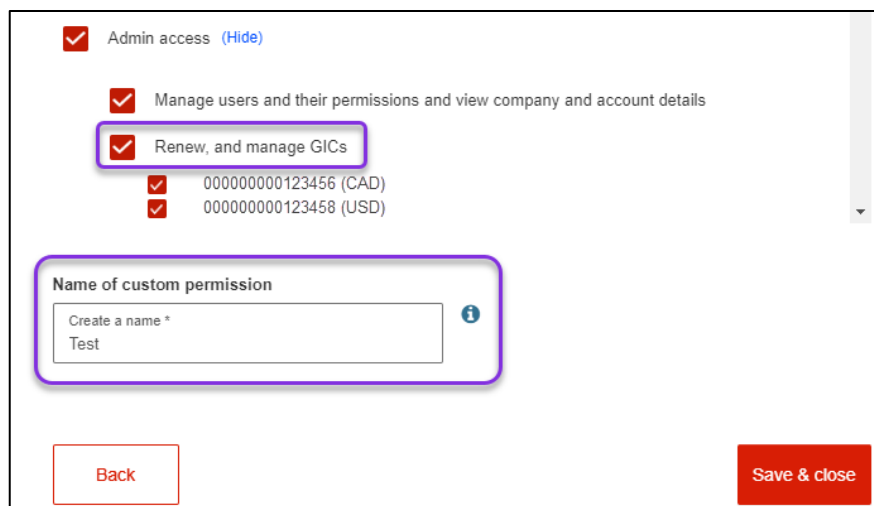 Admin access (Hide)
Manage users and their permissions and view company and account details
Renew, and manage GICs
000000000123456 (CAD)
000000000123458 (USD)
Name of custom permission
Create a name *
Test
Back
Save & close